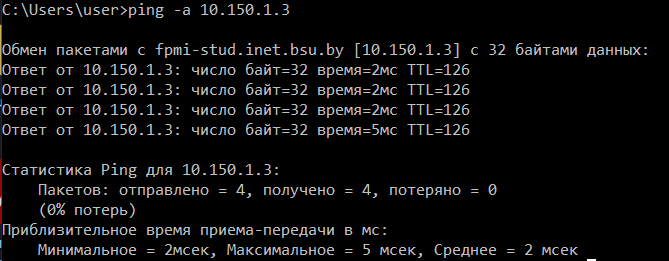 C:\Users\user>ping -a 10.150.1.3
Обмен пакетами с fpmi-stud.inet.bsu.by [10.150.1.3] с 32 байтами данных:
Ответ от 10.150.1.3: число байт=32 время=2мс TTL=126
Ответ от 10.150.1.3: число байт=32 время=2мс TTL=126
Ответ от 10.150.1.3: число байт=32 время=2мс TTL=126
Ответ от 10.150.1.3: число байт=32 время=5мс TTL=126
Статистика Ping для 10.150.1.3:
Пакетов: отправлено = 4, получено = 4, потеряно = 0
(0% потерь)
Приблизительное время приема-передачи в мс:
Минимальное = 2мсек, Максимальное = 5 мсек, Среднее = 2 мсек